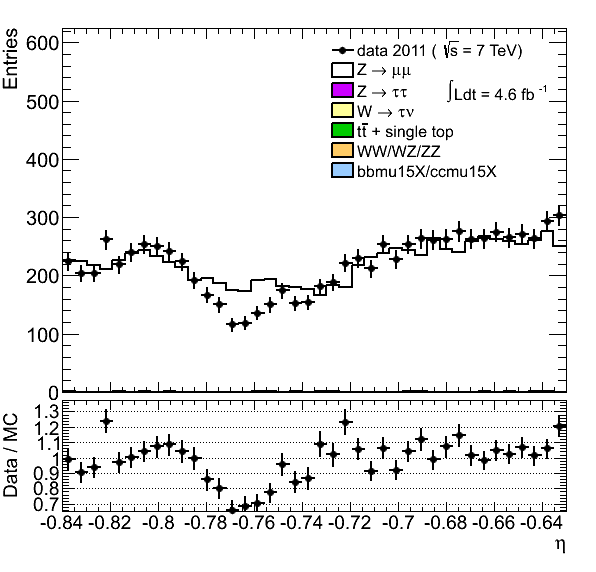 Entries
600
500
400
300
200
100
0
data 2011 ( √s = 7 TeV)
Z → μμ
Z → ττ
∫Ldt = 4.6 fb⁻¹
W → τν
tt̄ + single top
WW/WZ/ZZ
bbmu15X/ccmu15X
Data / MC
1.3
1.2
1.1
1
0.9
0.8
0.7
-0.84 -0.82 -0.8 -0.78 -0.76 -0.74 -0.72 -0.7 -0.68 -0.66 -0.64
η